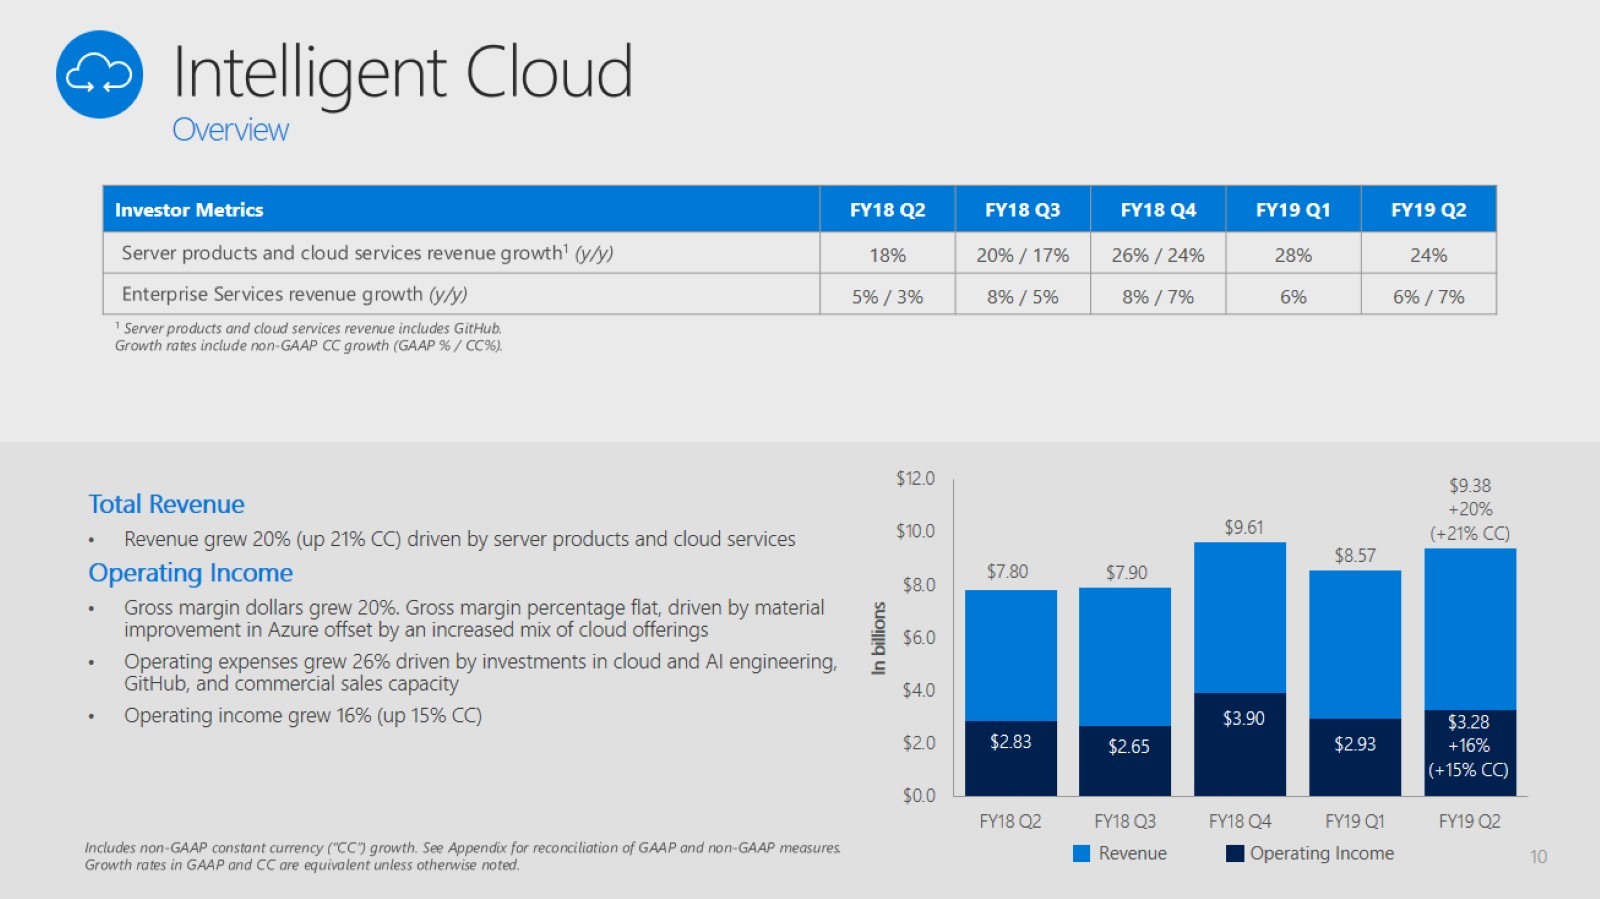 Intelligent Cloud
Overview
Investor Metrics FY18 Q2 FY18 Q3 FY18 Q4 FY19 Q1 FY19 Q2
Server products and cloud services revenue growth¹ (y/y) 18% 20% / 17% 26% / 24% 28% 24%
Enterprise Services revenue growth (y/y) 5% / 3% 8% / 5% 8% / 7% 6% 6% / 7%
¹ Server products and cloud services revenue includes GitHub.
Growth rates include non-GAAP CC growth (GAAP % / CC%).
Total Revenue
• Revenue grew 20% (up 21% CC) driven by server products and cloud services
Operating Income
• Gross margin dollars grew 20%. Gross margin percentage flat, driven by material
improvement in Azure offset by an increased mix of cloud offerings
• Operating expenses grew 26% driven by investments in cloud and AI engineering,
GitHub, and commercial sales capacity
• Operating income grew 16% (up 15% CC)
Includes non-GAAP constant currency ("CC") growth. See Appendix for reconciliation of GAAP and non-GAAP measures.
Growth rates in GAAP and CC are equivalent unless otherwise noted.
In billions
$12.0
$10.0
$8.0
$6.0
$4.0
$2.0
$0.0
$7.80
$7.90
$9.61
$8.57
$9.38
+20%
(+21% CC)
$2.83
$2.65
$3.90
$2.93
$3.28
+16%
(+15% CC)
FY18 Q2 FY18 Q3 FY18 Q4 FY19 Q1 FY19 Q2
Revenue Operating Income
10